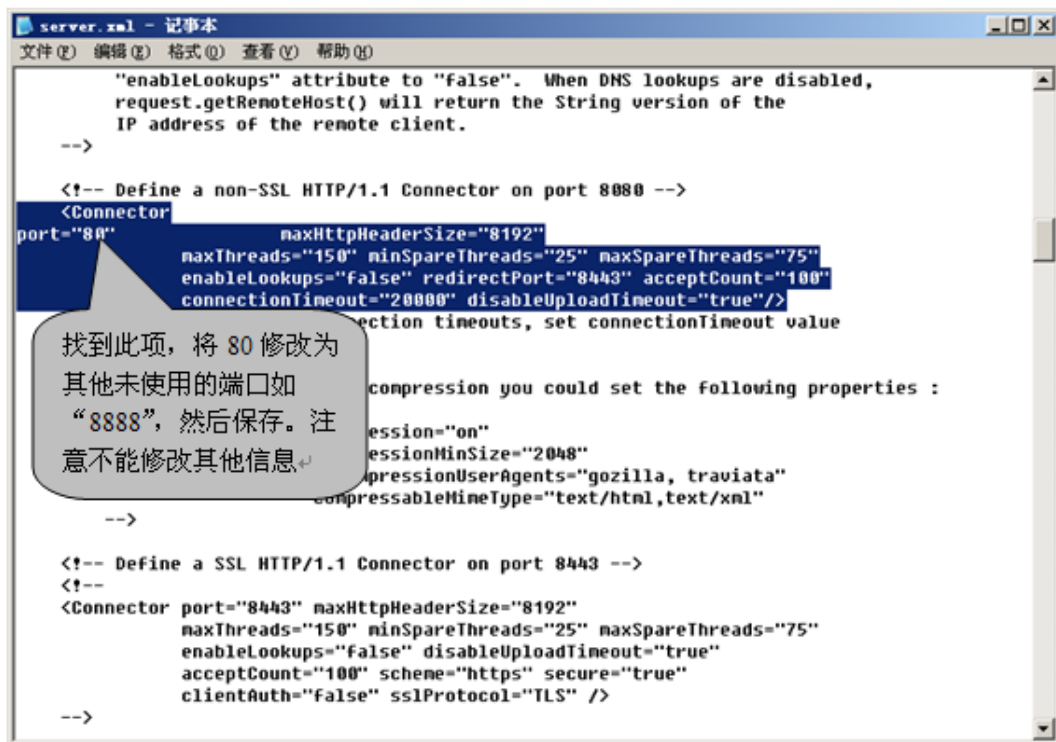 server.xml - 记事本
文件(F) 编辑(E) 格式(O) 查看(V) 帮助(H)
"enableLookups" attribute to "false". When DNS lookups are disabled,
request.getRemoteHost() will return the String version of the
IP address of the remote client.
-->
<!-- Define a non-SSL HTTP/1.1 Connector on port 8080 -->
<Connector
port="80" maxHttpHeaderSize="8192"
maxThreads="150" minSpareThreads="25" maxSpareThreads="75"
enableLookups="false" redirectPort="8443" acceptCount="100"
connectionTimeout="20000" disableUploadTimeout="true"/>
ection timeouts, set connectionTimeout value
找到此项，将 80 修改为
其他未使用的端口如
“8888”，然后保存。注
意不能修改其他信息↵
compression you could set the following properties :
ession="on"
essionMinSize="2048"
mpressionUserAgents="gozilla, traviata"
compressableMimeType="text/html,text/xml"
-->
<!-- Define a SSL HTTP/1.1 Connector on port 8443 -->
<!--
<Connector port="8443" maxHttpHeaderSize="8192"
maxThreads="150" minSpareThreads="25" maxSpareThreads="75"
enableLookups="false" disableUploadTimeout="true"
acceptCount="100" scheme="https" secure="true"
clientAuth="false" sslProtocol="TLS" />
-->